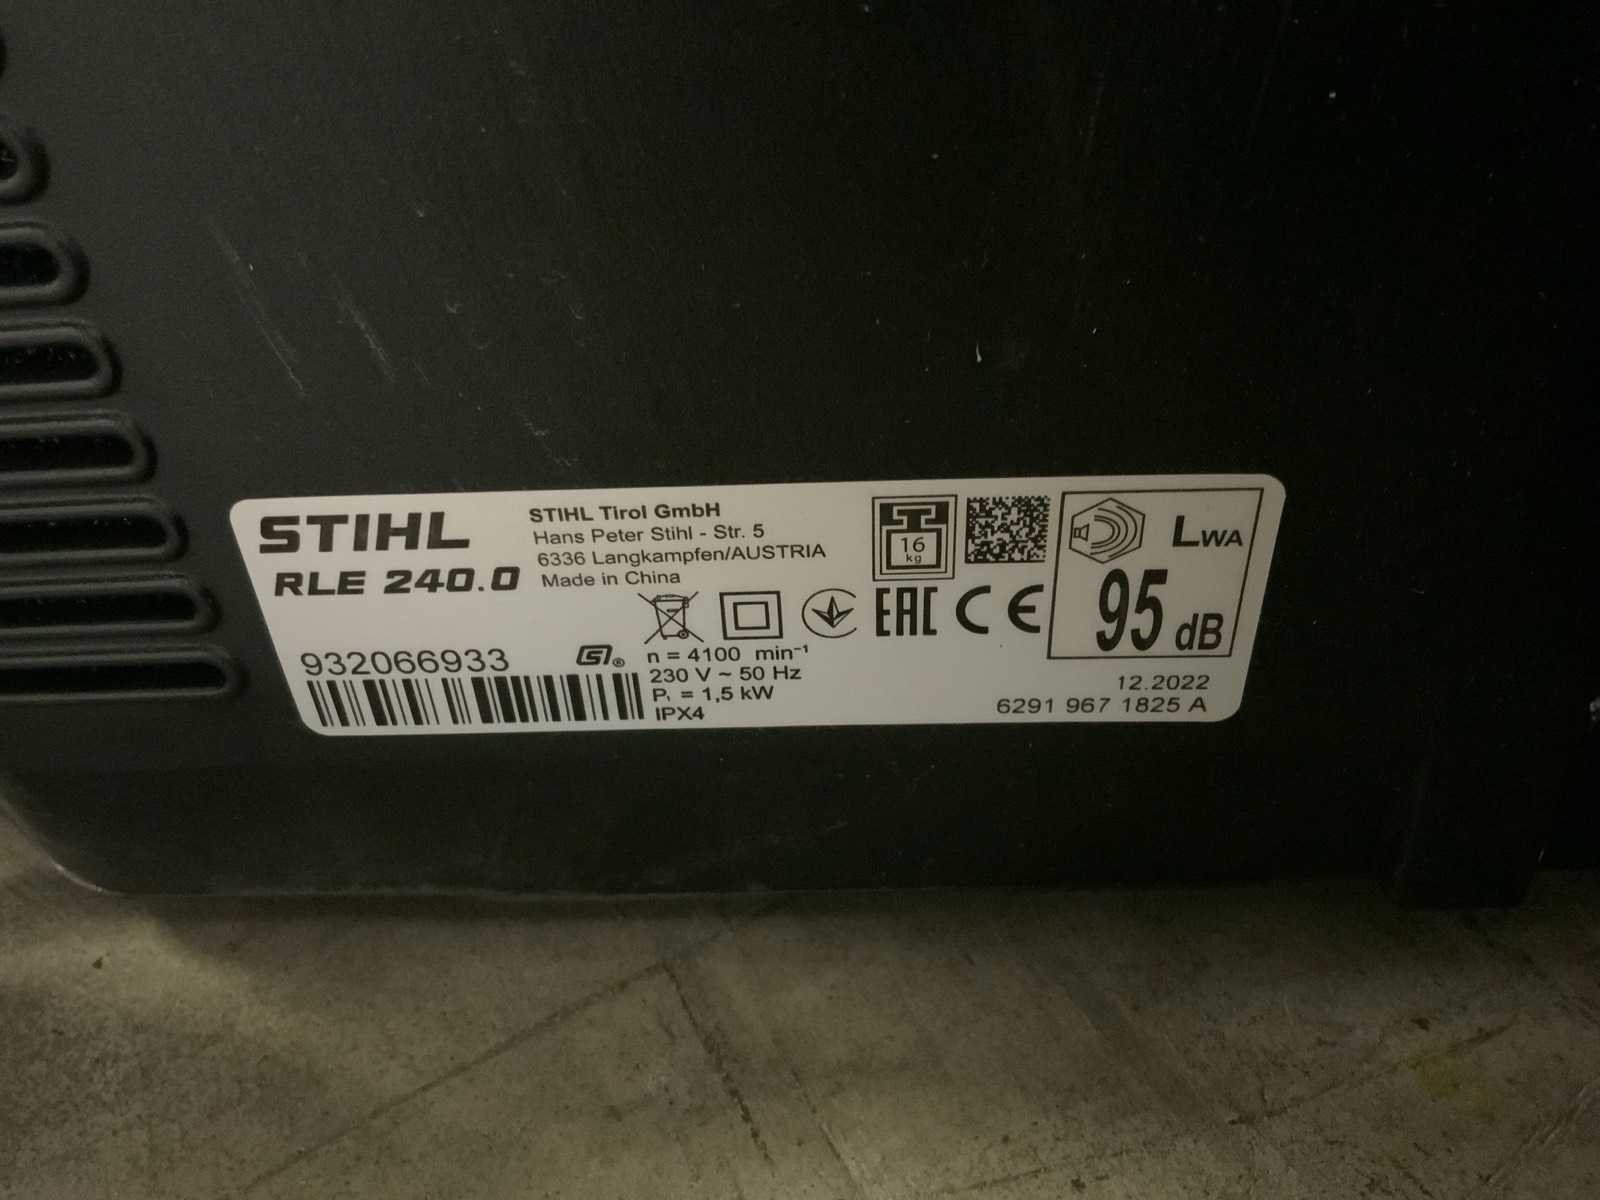 STIHL
RLE 240.0
STIHL Tirol GmbH
Hans Peter Stihl - Str. 5
6336 Langkampfen/AUSTRIA
Made in China
16
kg
LWA
95 dB
EAC CE
932066933
n = 4100 min⁻¹
230 V ~ 50 Hz
P₁ = 1,5 kW
IPX4
12.2022
6291 967 1825 A